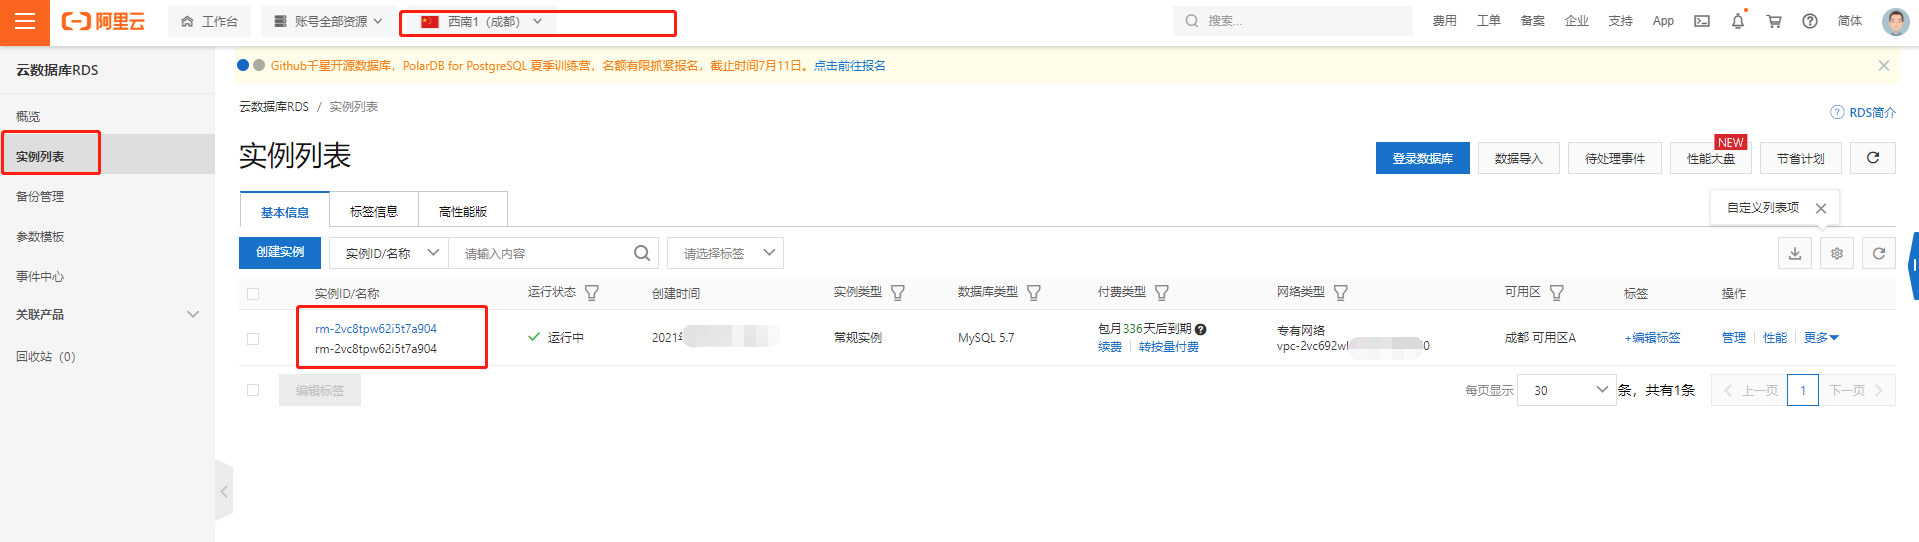 阿里云 工作台 账号全部资源 西南1（成都） 搜索... 费用 工单 备案 企业 支持 App 简体
云数据库RDS
概览
实例列表
备份管理
参数模板
事件中心
关联产品
回收站（0）
Github千星开源数据库，PolarDB for PostgreSQL 夏季训练营，名额有限抓紧报名，截止时间7月11日。点击前往报名
云数据库RDS / 实例列表
RDS简介
实例列表
登录数据库 数据导入 待处理事件 性能大盘 NEW 节省计划
基本信息 标签信息 高性能版
自定义列表项
创建实例 实例ID/名称 请输入内容 请选择标签
实例ID/名称 运行状态 创建时间 实例类型 数据库类型 付费类型 网络类型 可用区 标签 操作
rm-2vc8tpw62i5t7a904
rm-2vc8tpw62i5t7a904
运行中
2021
常规实例
MySQL 5.7
包月336天后到期
续费 转按量付费
专有网络
vpc-2vc692w 0
成都 可用区A
+编辑标签
管理 性能 更多
编辑标签
每页显示 30 条，共有1条 上一页 1 下一页